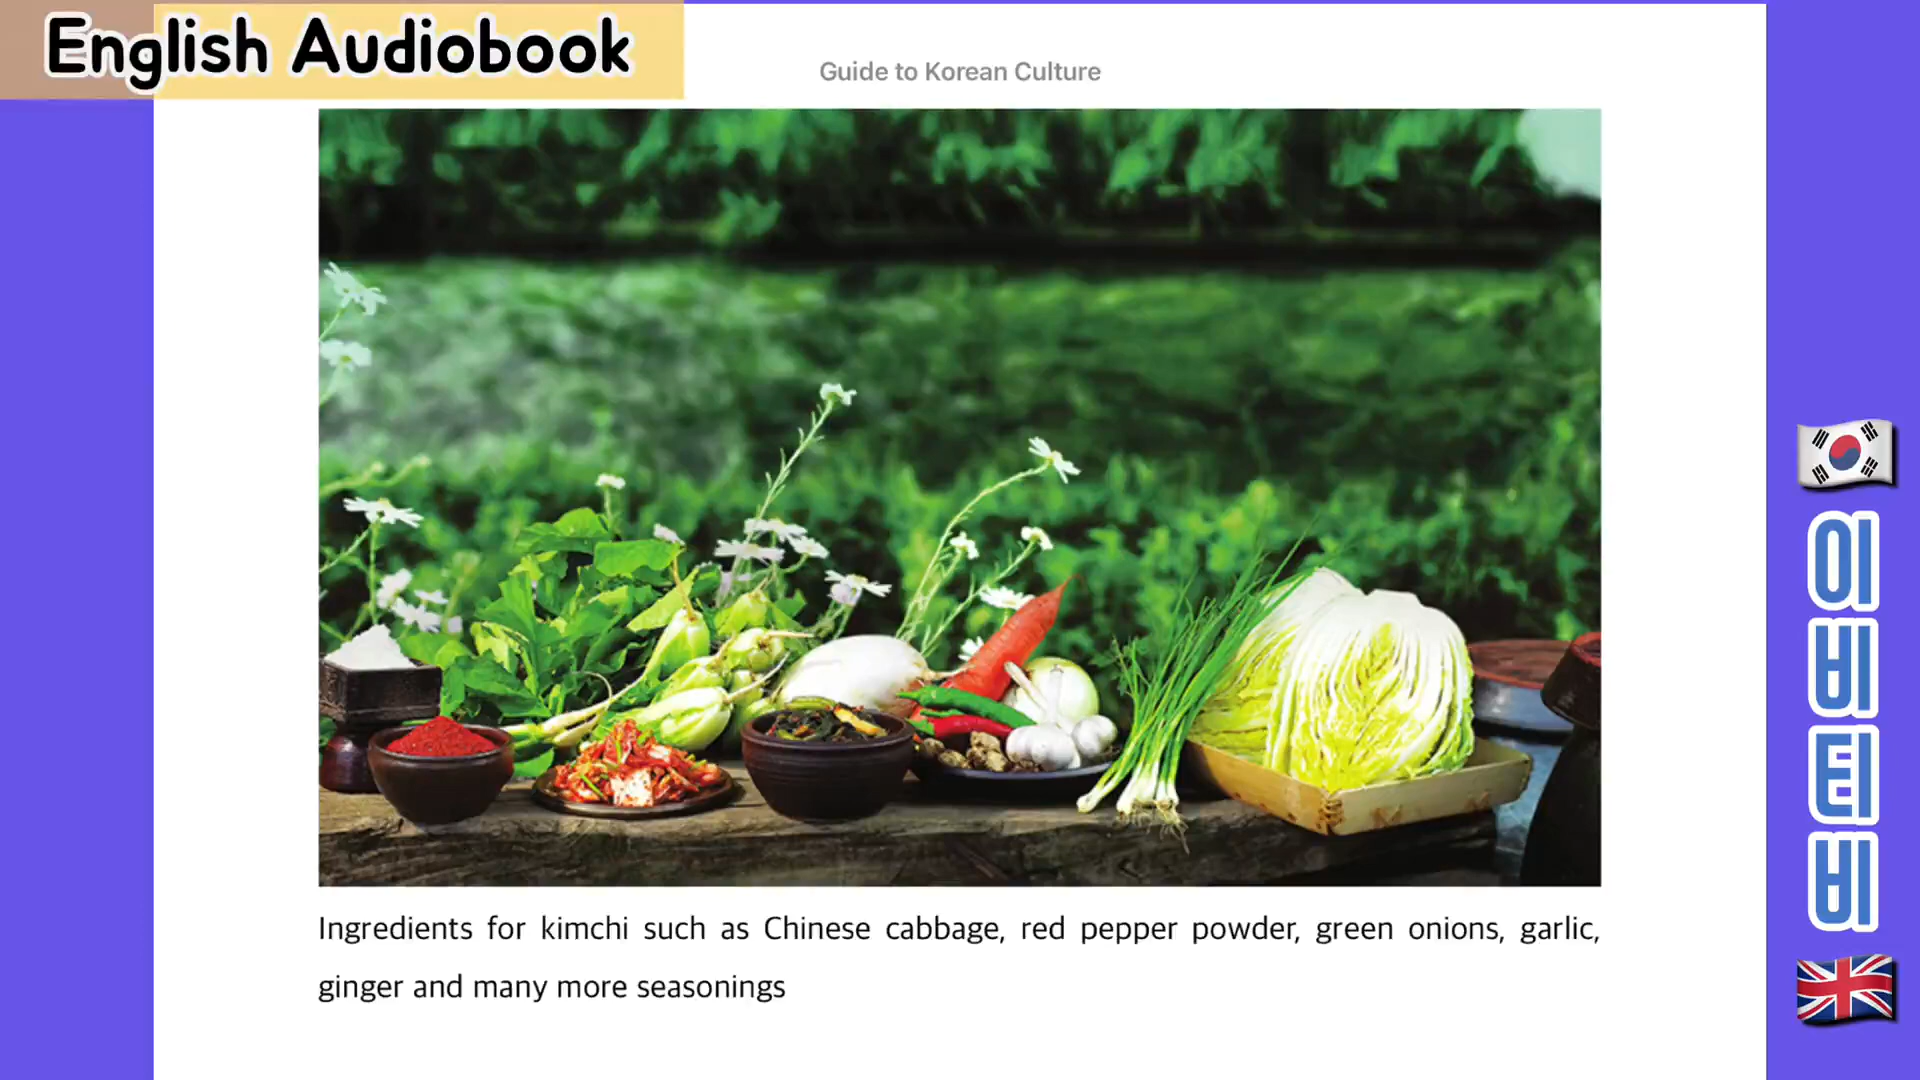 English Audiobook
Guide to Korean Culture
Ingredients for kimchi such as Chinese cabbage, red pepper powder, green onions, garlic,
ginger and many more seasonings
이비티비